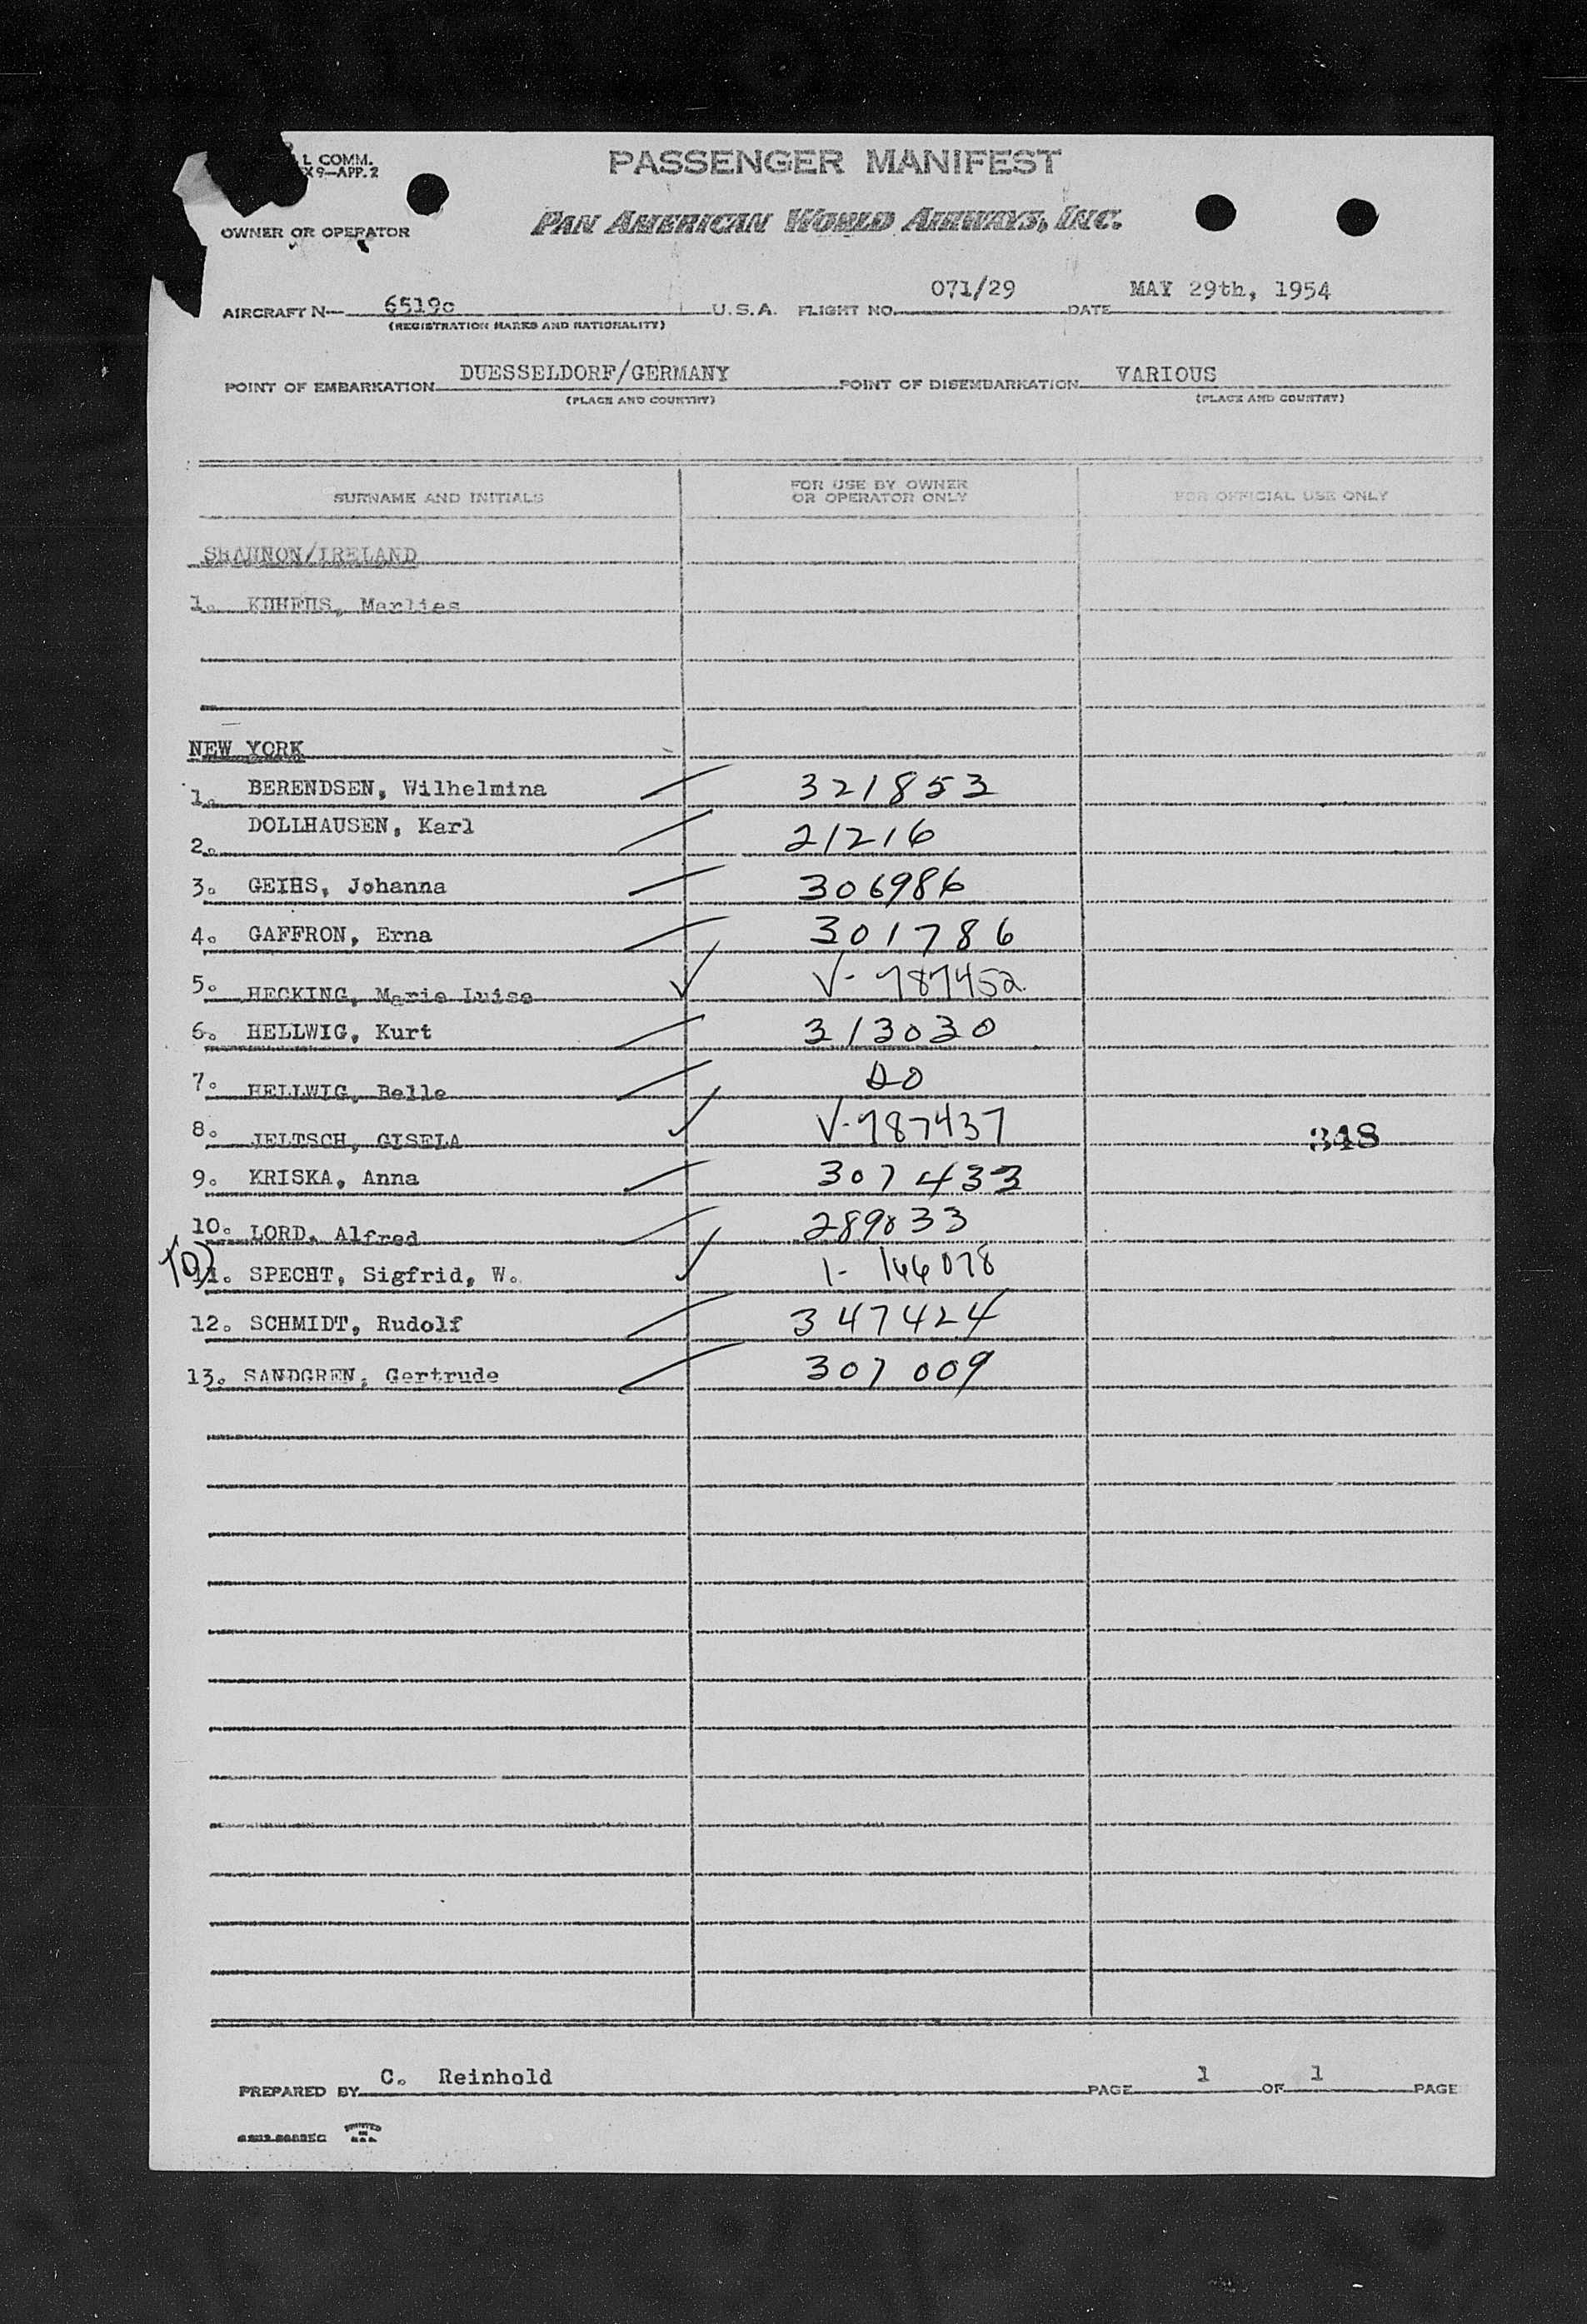 L COMM.
X 9—APP. 2
PASSENGER MANIFEST
OWNER OR OPERATOR
PAN AMERICAN WORLD AIRWAYS, INC.
AIRCRAFT N— 6519c U.S.A. FLIGHT NO. 071/29 DATE MAY 29th, 1954
(REGISTRATION MARKS AND NATIONALITY)
POINT OF EMBARKATION DUESSELDORF/GERMANY POINT OF DISEMBARKATION VARIOUS
(PLACE AND COUNTRY) (PLACE AND COUNTRY)
SURNAME AND INITIALS FOR USE BY OWNER OR OPERATOR ONLY FOR OFFICIAL USE ONLY
SHANNON/IRELAND
1. Marlies
NEW YORK
1. BERENDSEN, Wilhelmina 321853
2. DOLLHAUSEN, Karl 21216
3. GEIHS, Johanna 306986
4. GAFFRON, Erna 301786
5. HECKING, Marie Luise V- 787452
6. HELLWIG, Kurt 313030
7. HELLWIG, Belle DO
8. JELTSCH, GISELA V-787437 348
9. KRISKA, Anna 307433
10. LORD, Alfred 289833
11. SPECHT, Sigfrid, W. 1- 166078
12. SCHMIDT, Rudolf 347424
13. SANDGREN, Gertrude 307009
PREPARED BY C. Reinhold PAGE 1 OF 1 PAGE